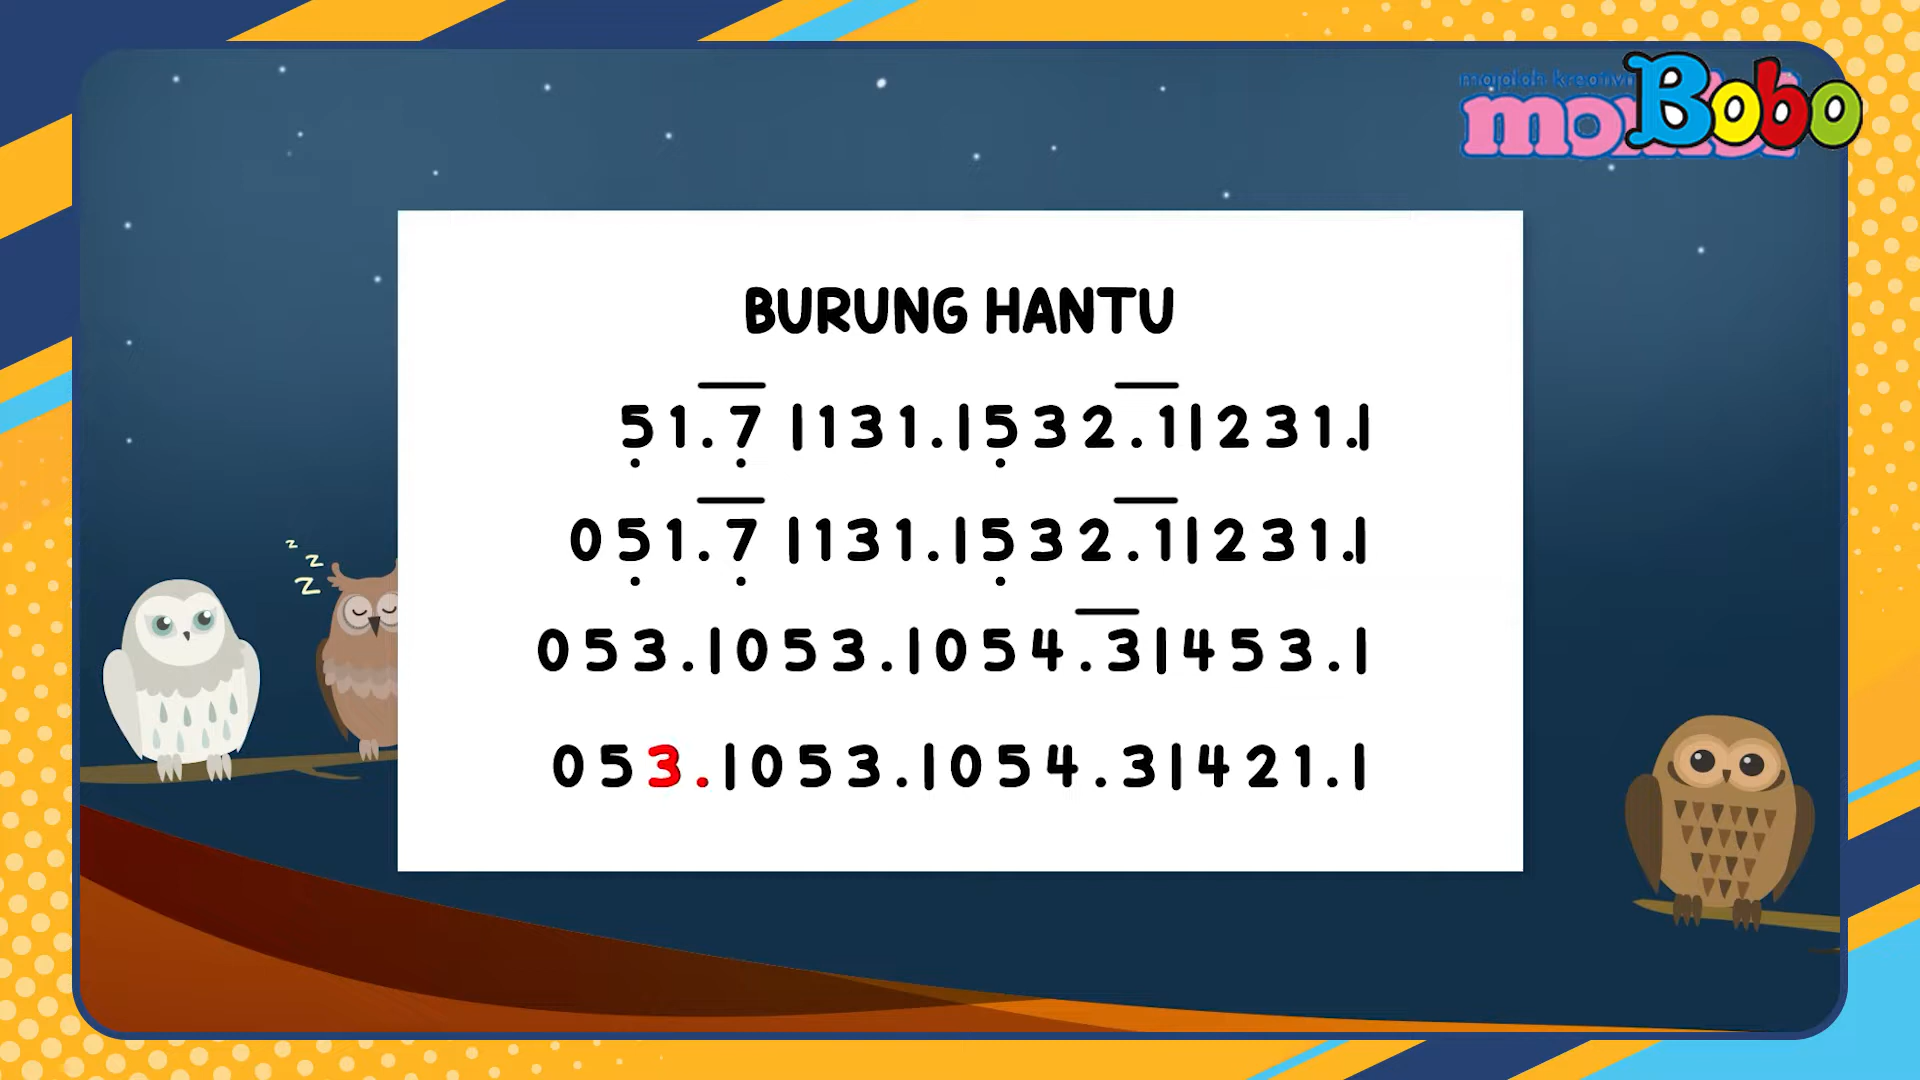 majalah kreativi
Bobo
BURUNG HANTU
5 1 . 7 | 1 3 1 . | 5 3 2 . 1 | 2 3 1 . |
0 5 1 . 7 | 1 3 1 . | 5 3 2 . 1 | 2 3 1 . |
0 5 3 . | 0 5 3 . | 0 5 4 . 3 | 4 5 3 . |
0 5 3 . | 0 5 3 . | 0 5 4 . 3 | 4 2 1 . |
z
z
z